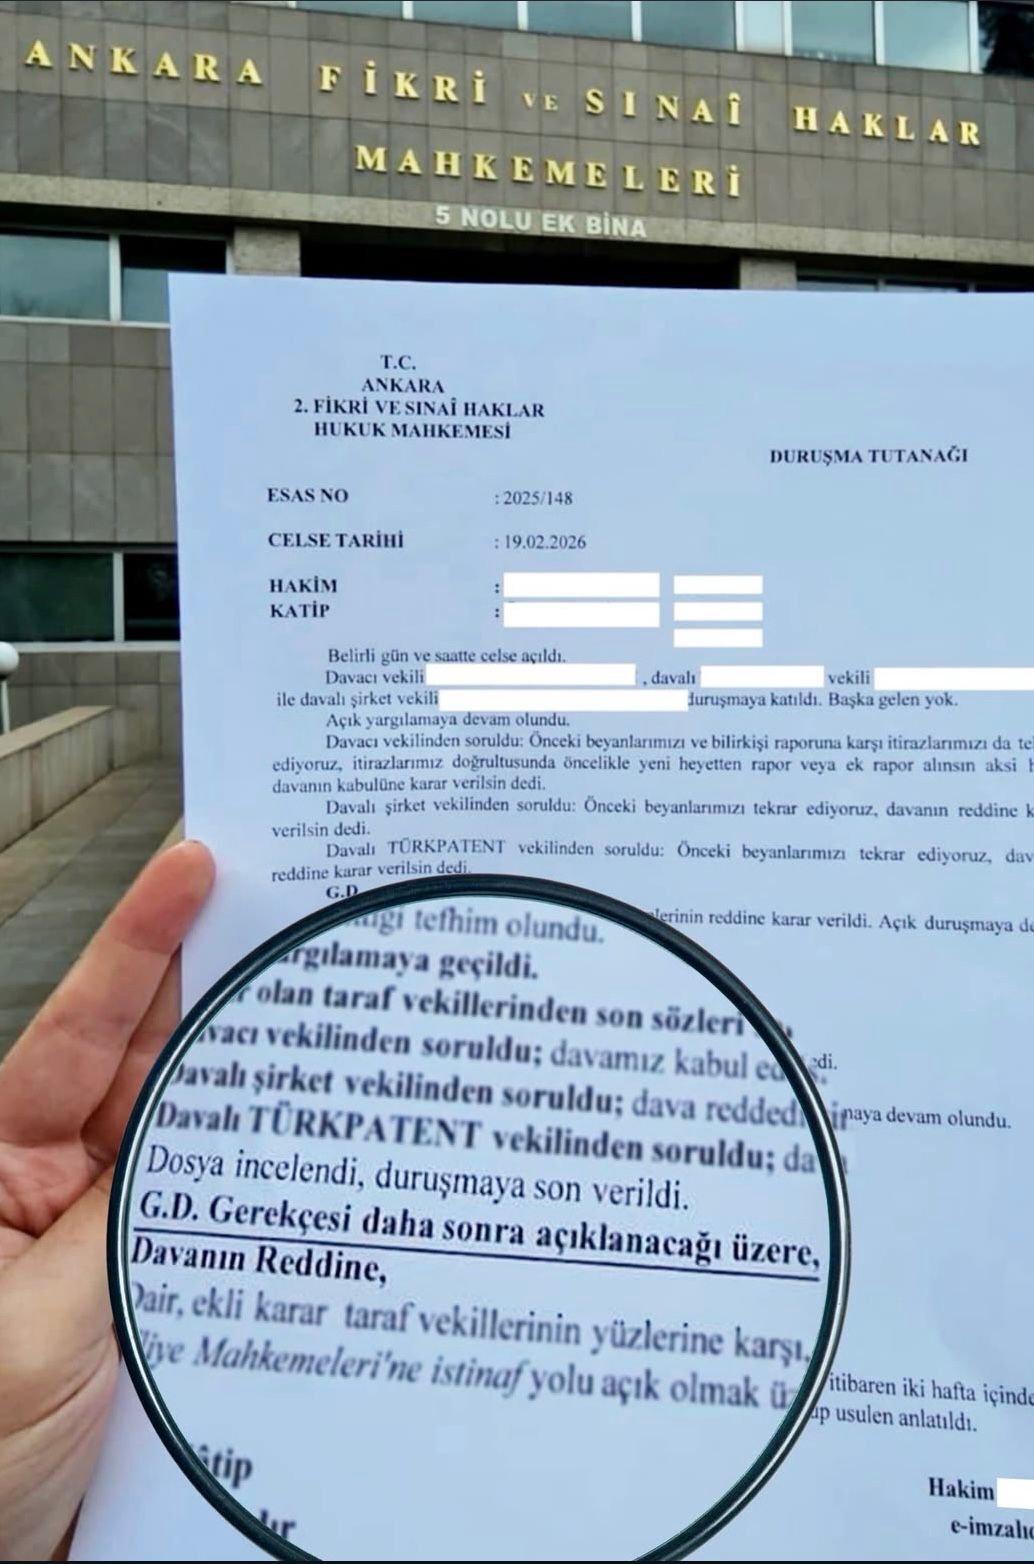 ANKARA FİKRİ VE SINAÎ HAKLAR
MAHKEMELERİ
5 NOLU EK BİNA
T.C.
ANKARA
2. FİKRİ VE SINAÎ HAKLAR
HUKUK MAHKEMESİ
DURUŞMA TUTANAĞI
ESAS NO : 2025/148
CELSE TARİHİ : 19.02.2026
HAKİM :
KATİP :
Belirli gün ve saatte celse açıldı.
Davacı vekili , davalı vekili
ile davalı şirket vekili duruşmaya katıldı. Başka gelen yok.
Açık yargılamaya devam olundu.
Davacı vekilinden soruldu: Önceki beyanlarımızı ve bilirkişi raporuna karşı itirazlarımızı da
ediyoruz, itirazlarımız doğrultusunda öncelikle yeni heyetten rapor veya ek rapor alınsın aksi
davanın kabulüne karar verilsin dedi.
Davalı şirket vekilinden soruldu: Önceki beyanlarımızı tekrar ediyoruz, davanın reddine
verilsin dedi.
Davalı TÜRKPATENT vekilinden soruldu: Önceki beyanlarımızı tekrar ediyoruz,
reddine karar verilsin dedi.
G.D
reddine karar verildi. Açık duruşmaya
tefhim olundu.
geçildi.
olan taraf vekillerinden son sözleri
vekilinden soruldu; davamız kabul
Davalı şirket vekilinden soruldu; dava
naya devam olundu.
Davalı TÜRKPATENT vekilinden soruldu;
Dosya incelendi, duruşmaya son verildi.
G.D. Gerekçesi daha sonra açıklanacağı üzere,
Davanın Reddine,
Dair, ekli karar taraf vekillerinin yüzlerine karşı,
itibaren iki hafta içinde
Mahkemeleri'ne istinaf yolu açık olmak
usulen anlatıldı.
Hakim